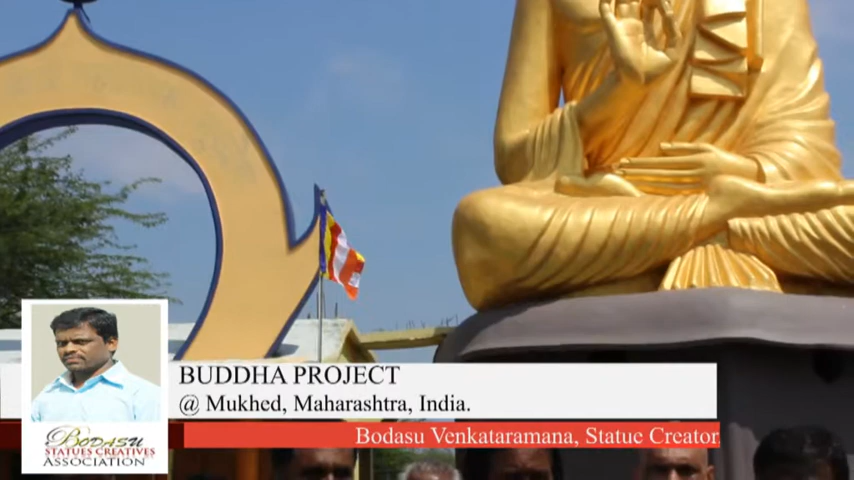 BUDDHA PROJECT
@ Mukhed, Maharashtra, India.
Bodasu Venkataramana, Statue Creator.
BODASU
STATUES CREATIVES
ASSOCIATION